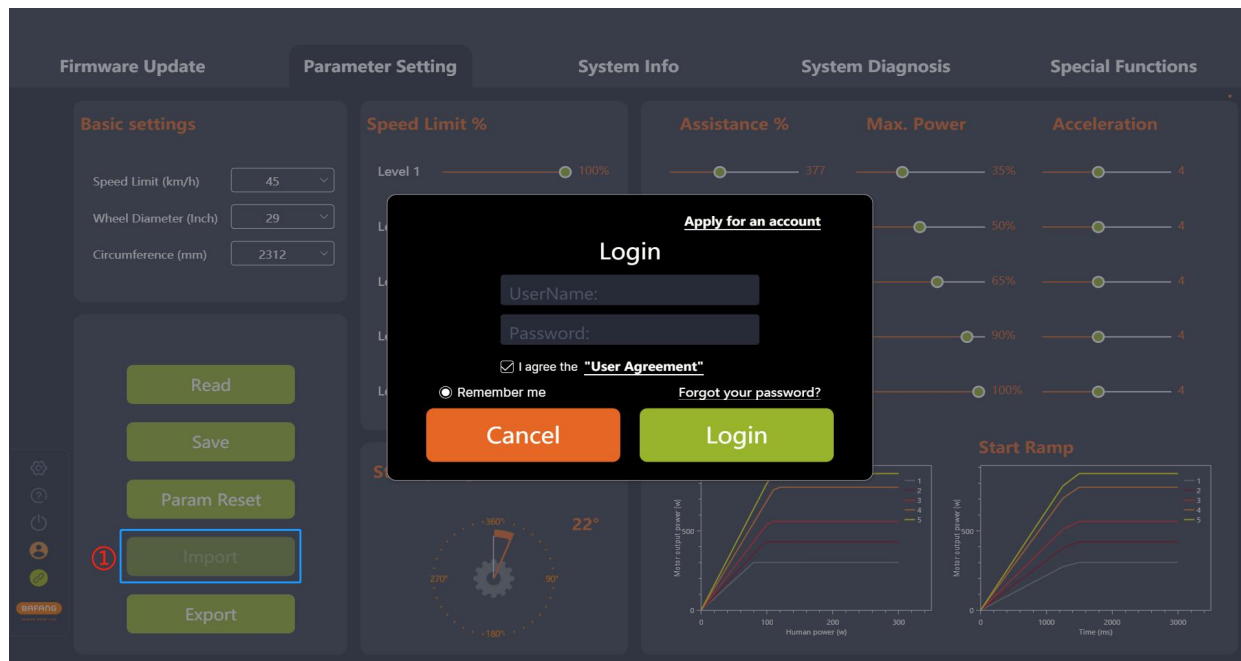 Firmware Update
Parameter Setting
System Info
System Diagnosis
Special Functions
Basic settings
Speed Limit (km/h)
45
Wheel Diameter (Inch)
29
Circumference (mm)
2312
Read
Save
Param Reset
① Import
Export
BAFANG
Speed Limit %
Level 1
100%
Assistance %
Max. Power
Acceleration
377
35%
4
50%
4
65%
4
90%
4
100%
4
Apply for an account
Login
UserName:
Password:
I agree the "User Agreement"
Remember me
Forgot your password?
Cancel
Login
360°
22°
270°
90°
180°
Motor output power [w]
500
0
0
100
200
300
Human power (w)
1
2
3
4
5
Start Ramp
Motor output power [w]
500
0
0
1000
2000
3000
Time (ms)
1
2
3
4
5